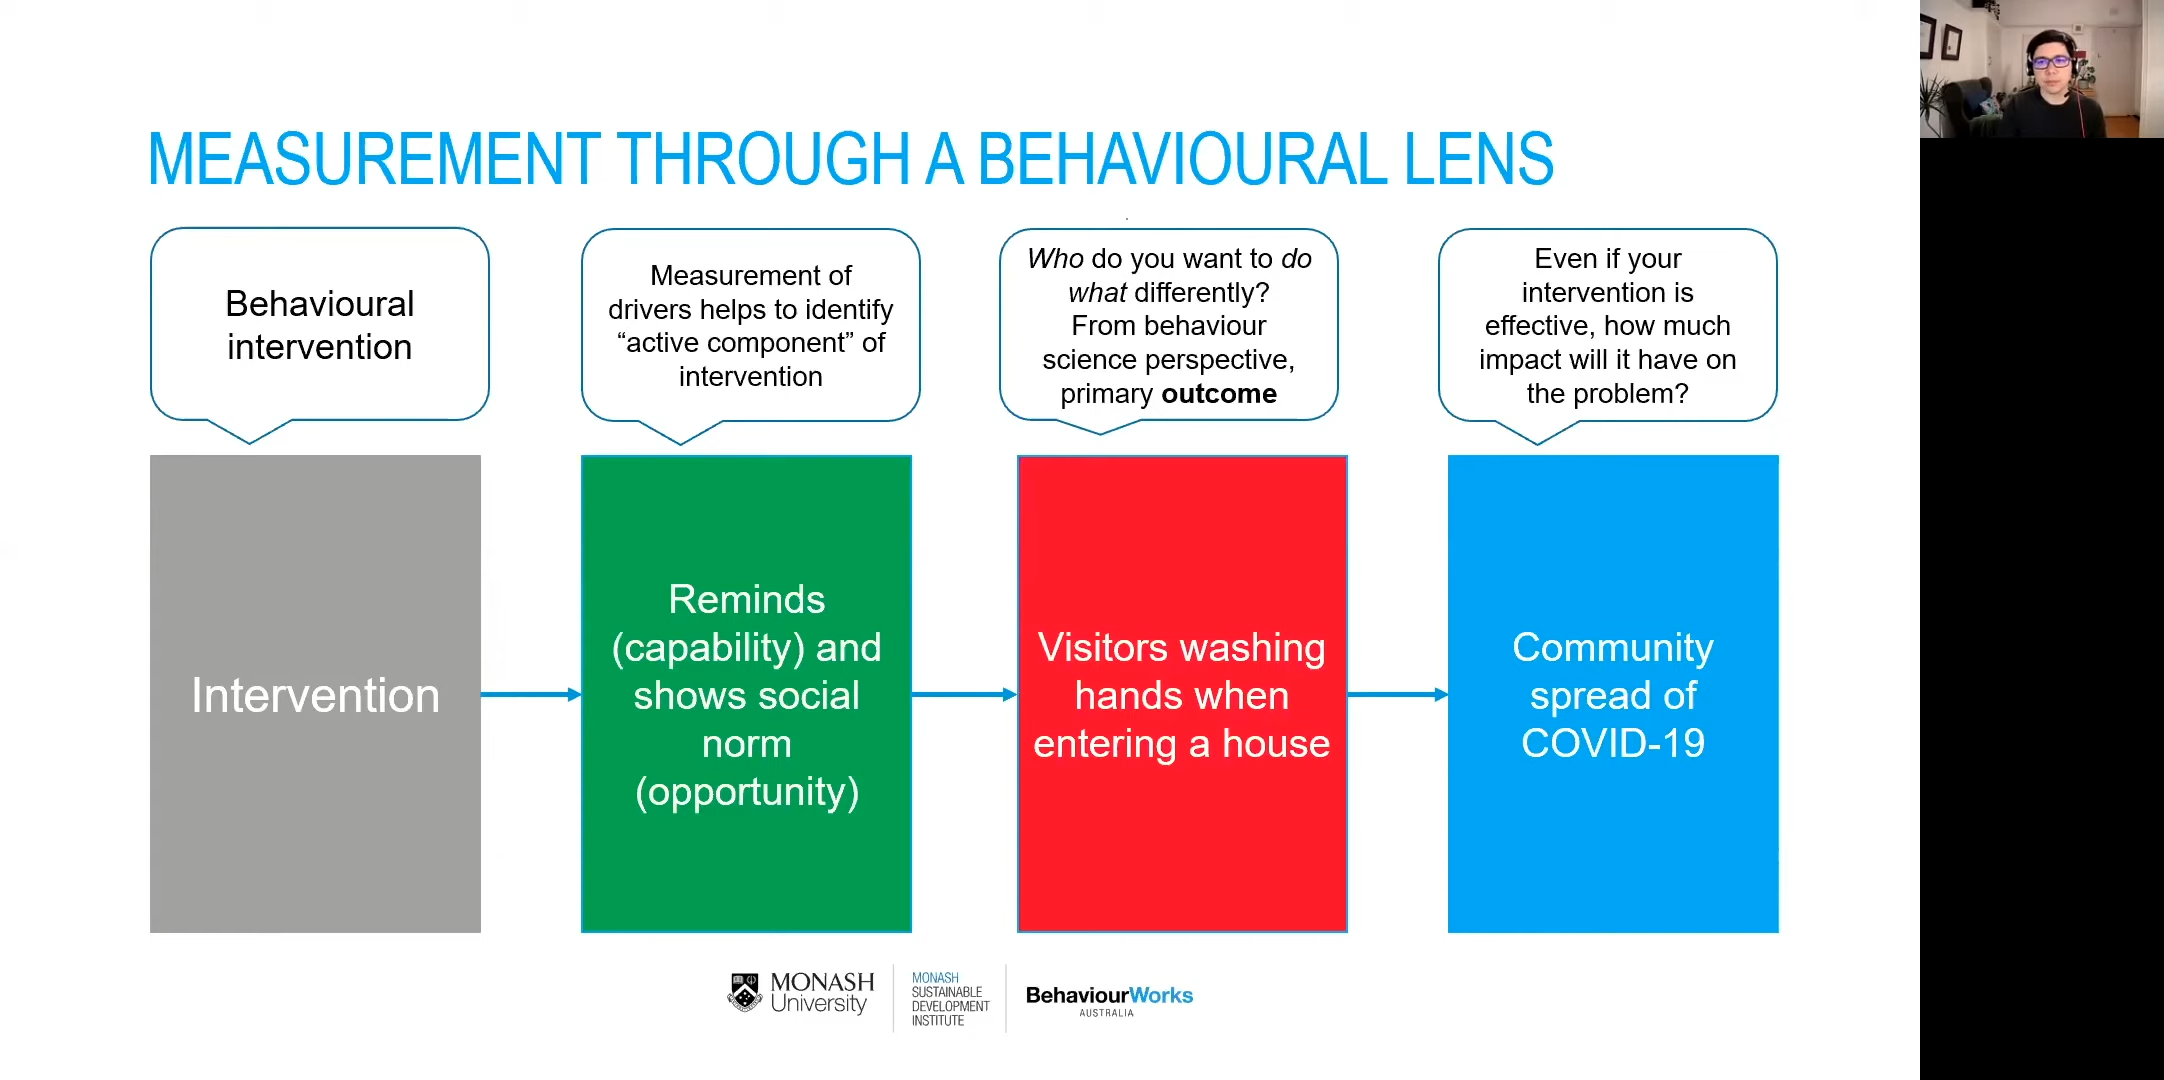 MEASUREMENT THROUGH A BEHAVIOURAL LENS
Behavioural
intervention
Measurement of
drivers helps to identify
“active component” of
intervention
Who do you want to do
what differently?
From behaviour
science perspective,
primary outcome
Even if your
intervention is
effective, how much
impact will it have on
the problem?
Intervention
Reminds
(capability) and
shows social
norm
(opportunity)
Visitors washing
hands when
entering a house
Community
spread of
COVID-19
MONASH
University
MONASH
SUSTAINABLE
DEVELOPMENT
INSTITUTE
BehaviourWorks
AUSTRALIA